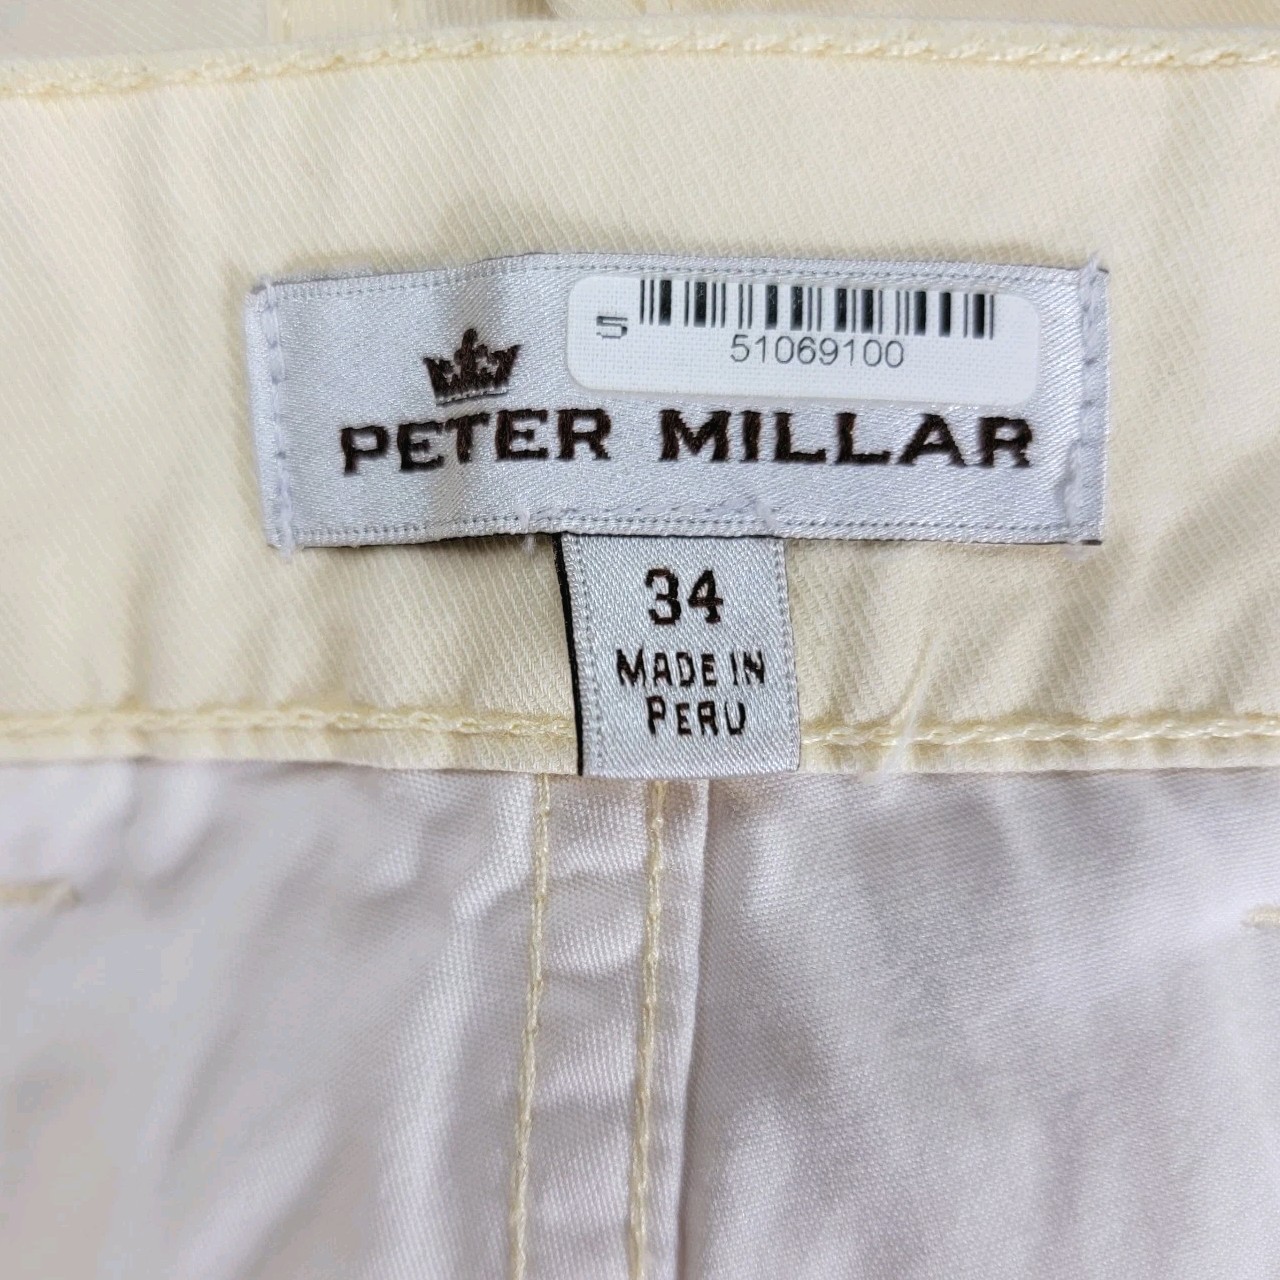 5
51069100
PETER MILLAR
34
MADE IN
PERU